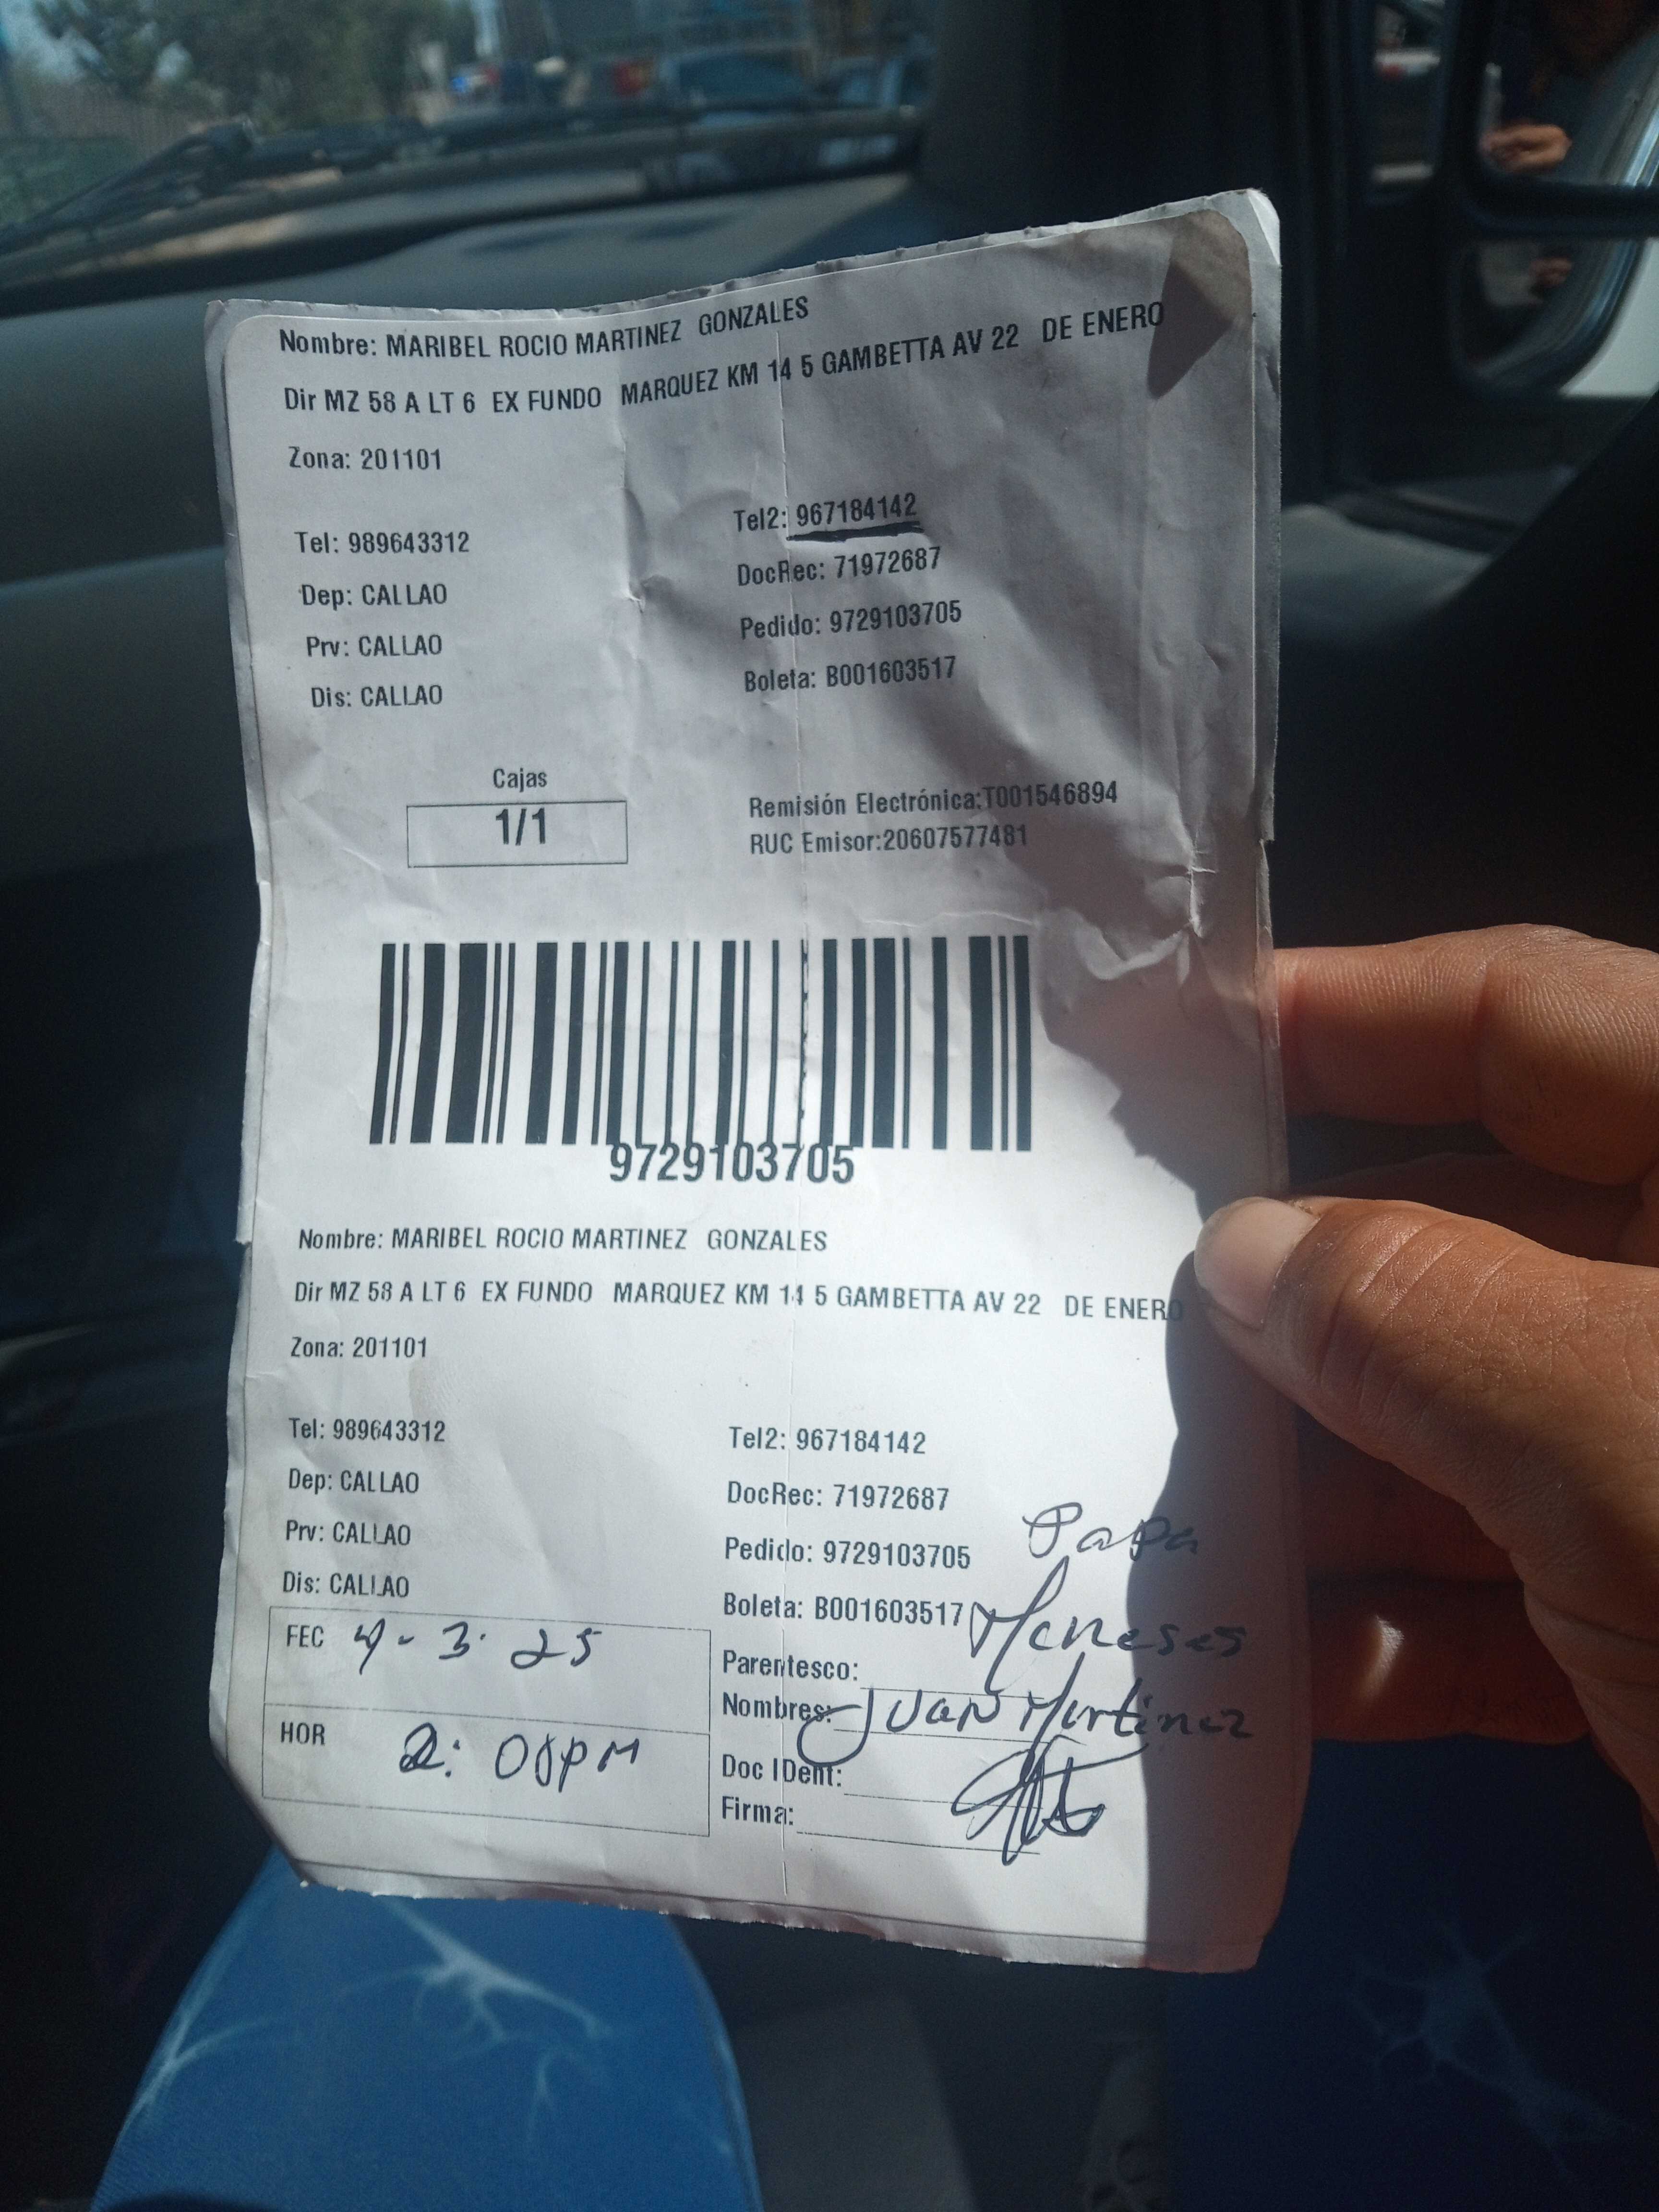 Nombre: MARIBEL ROCIO MARTINEZ GONZALES
Dir MZ 58 A LT 6 EX FUNDO MARQUEZ KM 14 5 GAMBETTA AV 22 DE ENERO
Zona: 201101
Tel: 989643312
Tel2: 967184142
Dep: CALLAO
DocRec: 71972687
Prv: CALLAO
Pedido: 9729103705
Dis: CALLAO
Boleta: B001603517
Cajas
1/1
Remisión Electrónica:T001546894
RUC Emisor:20607577481
9729103705
Nombre: MARIBEL ROCIO MARTINEZ GONZALES
Dir MZ 58 A LT 6 EX FUNDO MARQUEZ KM 14 5 GAMBETTA AV 22 DE ENERO
Zona: 201101
Tel: 989643312
Tel2: 967184142
Dep: CALLAO
DocRec: 71972687
Prv: CALLAO
Pedido: 9729103705
Papa
Dis: CALLAO
Boleta: B001603517
Meneses
FEC 4-3-25
Parentesco:
Nombres: Juan Martinez
HOR 2:00PM
Doc IDent:
Firma: